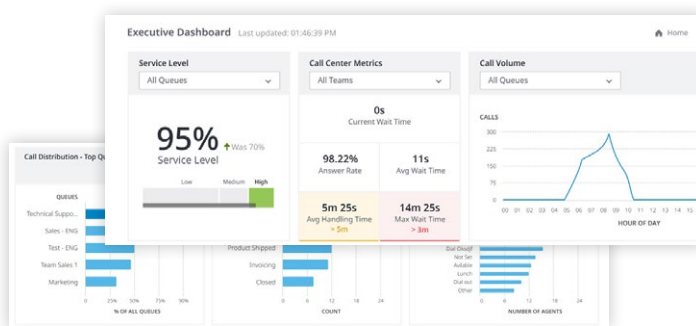 Executive Dashboard Last updated: 01:46:39 PM
Home
Service Level
All Queues
95%
Was 70%
Service Level
Low Medium High
Call Center Metrics
All Teams
0s
Current Wait Time
98.22%
Answer Rate
11s
Avg Wait Time
5m 25s
Avg Handling Time
> 5m
14m 25s
Max Wait Time
> 3m
Call Volume
All Queues
CALLS
300
225
150
75
0
00 01 02 03 04 05 06 07 08 09 10 11 12 13 14 15
HOUR OF DAY
Call Distribution - Top Qu
QUEUES
Technical Suppo...
Sales - ENG
Test - ENG
Team Sales 1
Marketing
0 25% 50% 75% 90%
% OF ALL QUEUES
Product Shipped
Invoicing
Closed
0 6 12 18 24
COUNT
Not Set
Lunch
Dial out
Other
0 6 12 18 24
NUMBER OF AGENTS